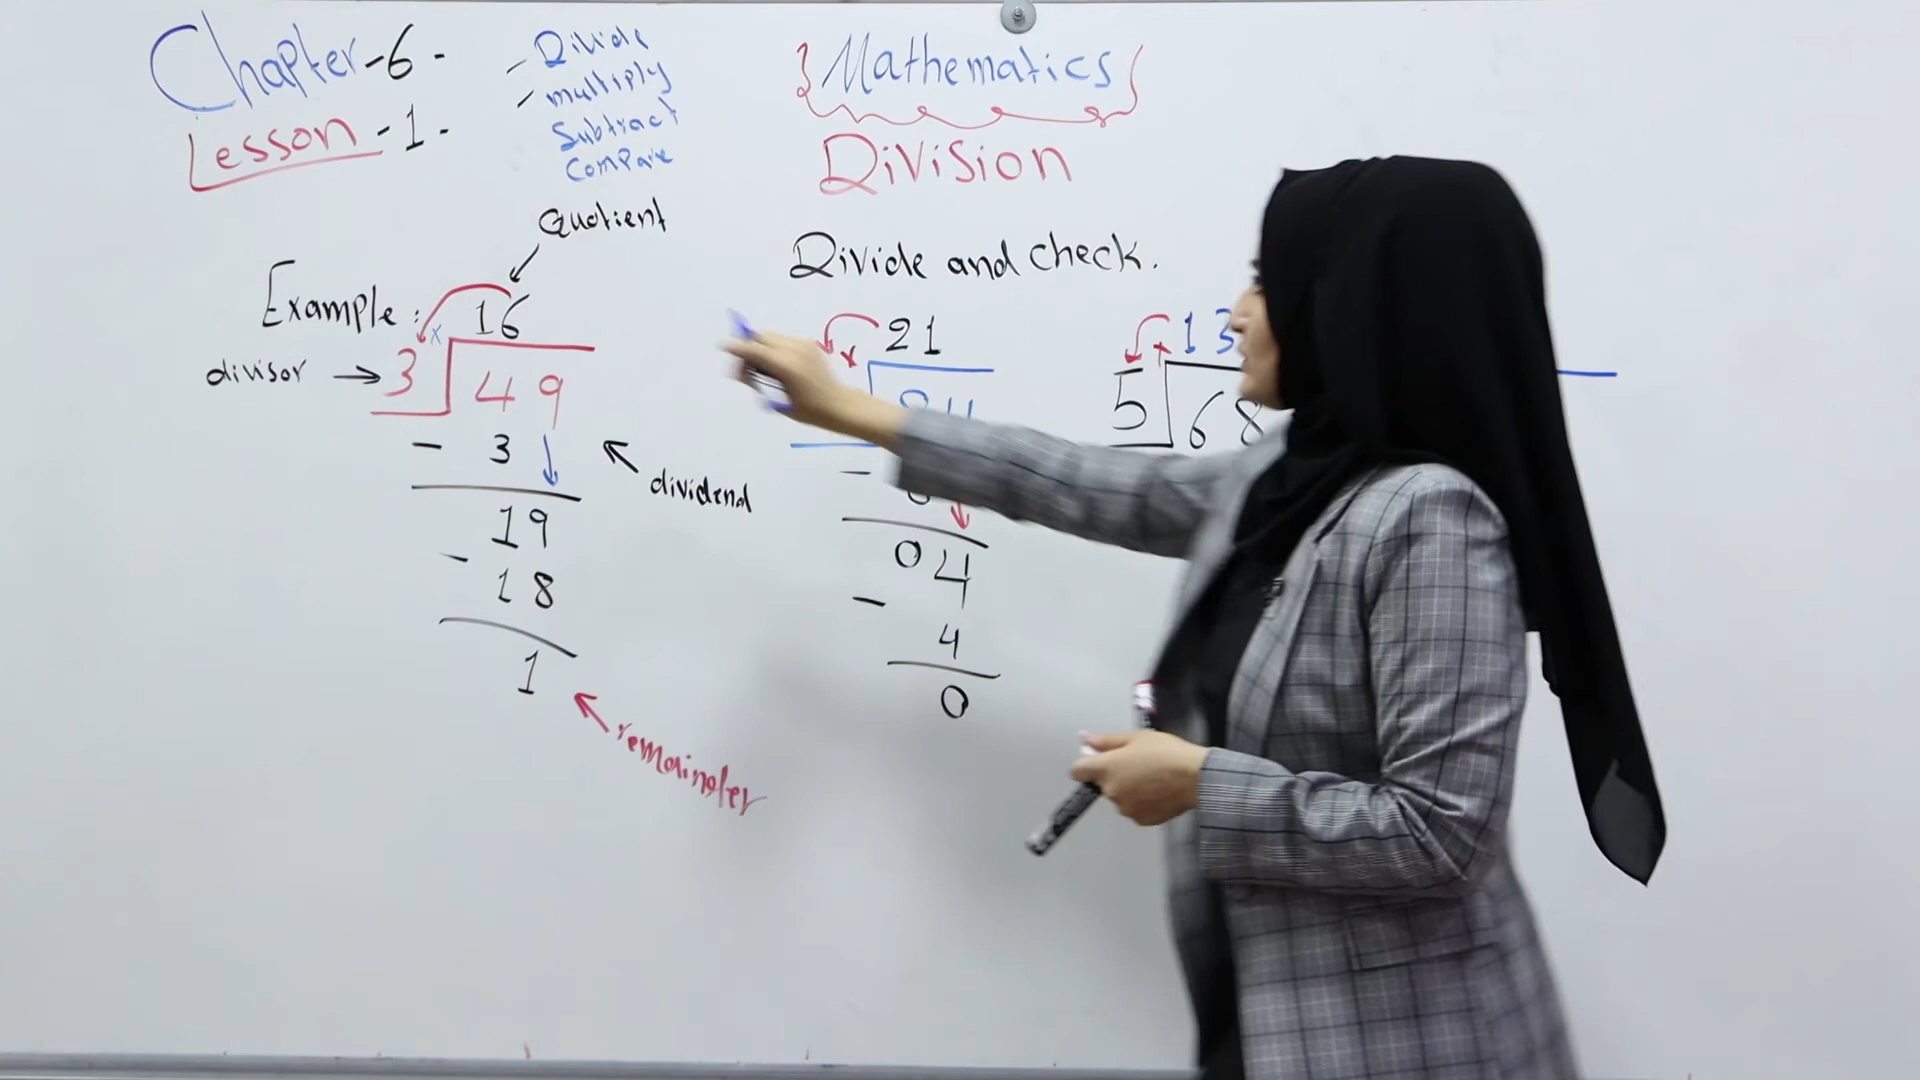 Chapter-6-
Lesson-1-
- Divide
- multiply
Subtract
Compare
Mathematics
Division
Quotient
Example:
16
x
divisor → 3 49
- 3
dividend
19
- 18
1
remainder
Divide and check.
21
x
-
04
- 4
0
13
x
5 68